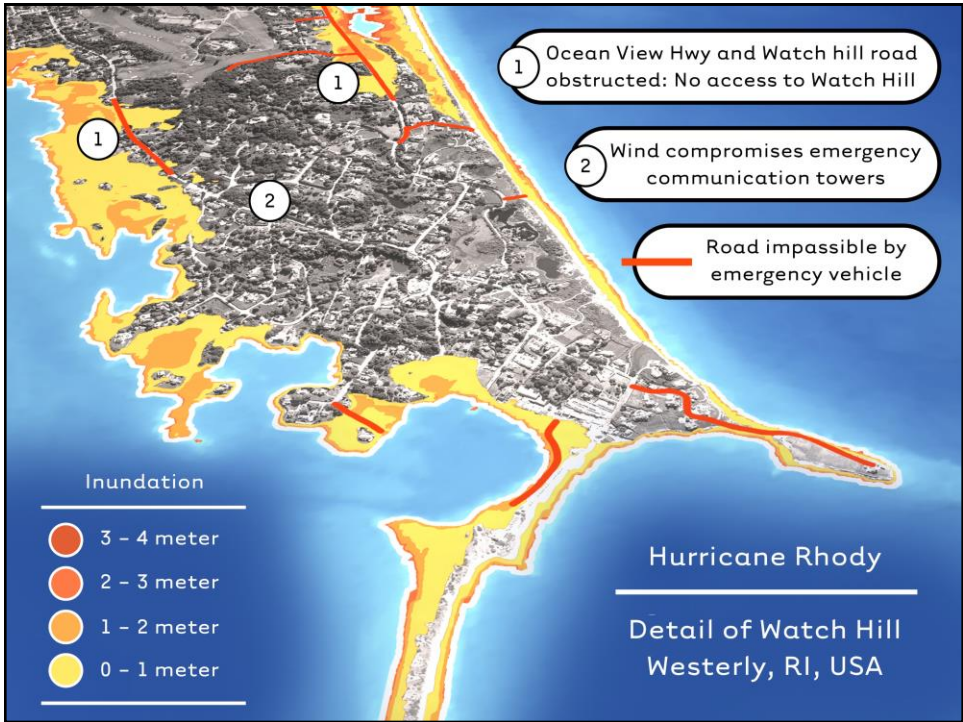 1
Ocean View Hwy and Watch hill road
obstructed: No access to Watch Hill
1
1
2
Wind compromises emergency
communication towers
2
Road impassible by
emergency vehicle
Inundation
3 – 4 meter
2 – 3 meter
1 – 2 meter
0 – 1 meter
Hurricane Rhody
Detail of Watch Hill
Westerly, RI, USA